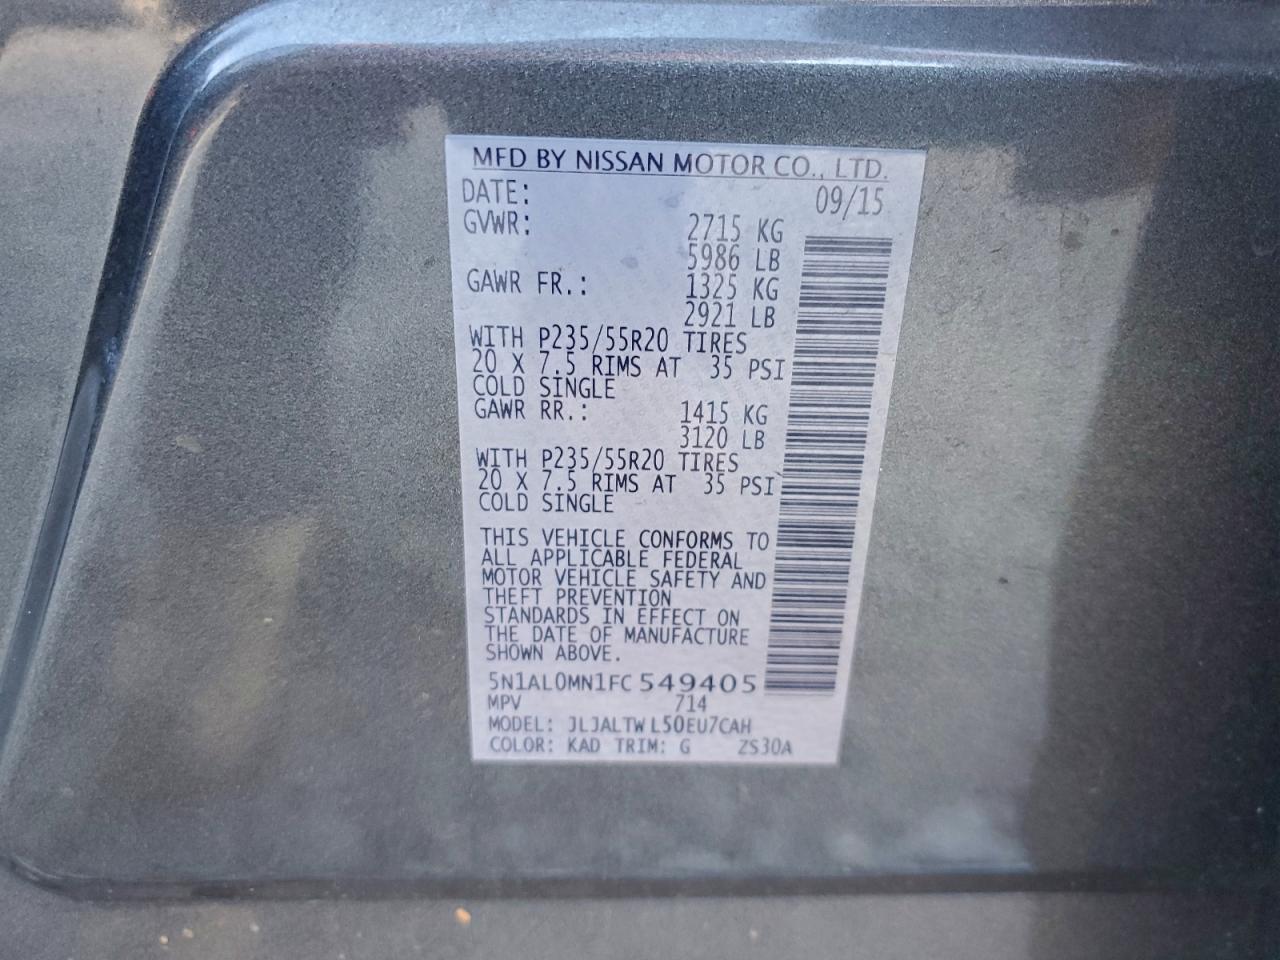 MFD BY NISSAN MOTOR CO., LTD.
DATE: 09/15
GVWR: 2715 KG
5986 LB
GAWR FR.: 1325 KG
2921 LB
WITH P235/55R20 TIRES
20 X 7.5 RIMS AT 35 PSI
COLD SINGLE
GAWR RR.: 1415 KG
3120 LB
WITH P235/55R20 TIRES
20 X 7.5 RIMS AT 35 PSI
COLD SINGLE
THIS VEHICLE CONFORMS TO
ALL APPLICABLE FEDERAL
MOTOR VEHICLE SAFETY AND
THEFT PREVENTION
STANDARDS IN EFFECT ON
THE DATE OF MANUFACTURE
SHOWN ABOVE.
5N1AL0MN1FC549405
MPV 714
MODEL: JLJALTW L50EU7CAH
COLOR: KAD TRIM: G ZS30A